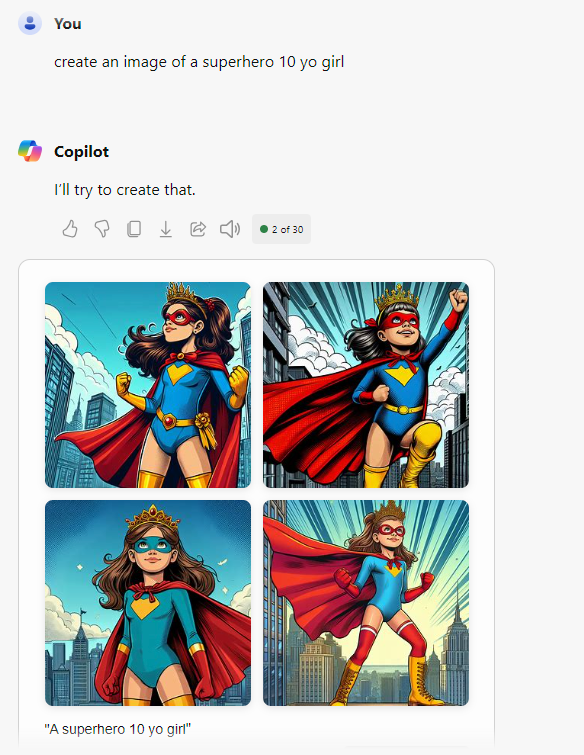 You
create an image of a superhero 10 yo girl
Copilot
I'll try to create that.
2 of 30
"A superhero 10 yo girl"